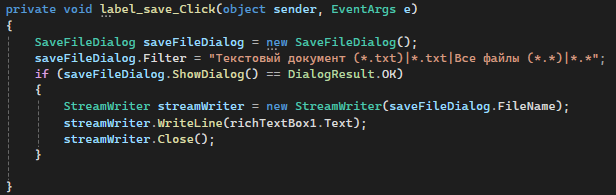 private void label_save_Click(object sender, EventArgs e)
{
SaveFileDialog saveFileDialog = new SaveFileDialog();
saveFileDialog.Filter = "Текстовый документ (*.txt)|*.txt|Все файлы (*.*)|*.*";
if (saveFileDialog.ShowDialog() == DialogResult.OK)
{
StreamWriter streamWriter = new StreamWriter(saveFileDialog.FileName);
streamWriter.WriteLine(richTextBox1.Text);
streamWriter.Close();
}
}